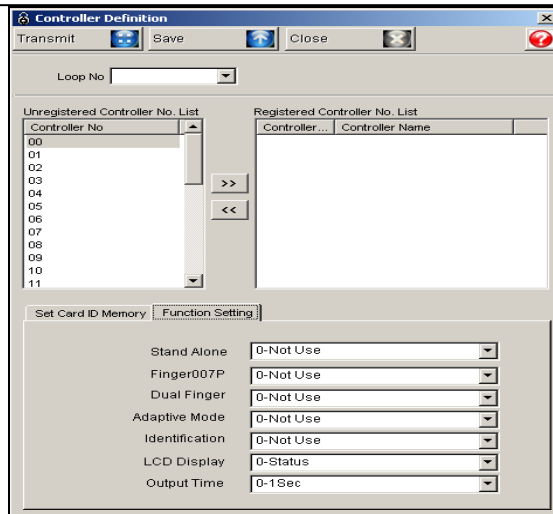 Controller Definition
Transmit Save Close
Loop No
Unregistered Controller No. List
Controller No
00
01
02
03
04
05
06
07
08
09
10
11
>>
<<
Registered Controller No. List
Controller... Controller Name
Set Card ID Memory Function Setting
Stand Alone 0-Not Use
Finger007P 0-Not Use
Dual Finger 0-Not Use
Adaptive Mode 0-Not Use
Identification 0-Not Use
LCD Display 0-Status
Output Time 0-1Sec